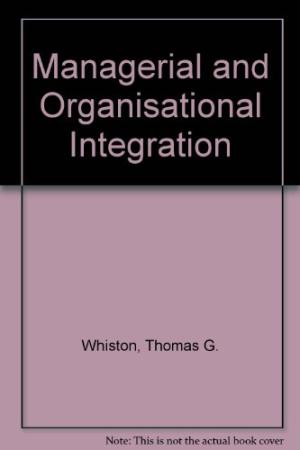 Managerial and
Organisational
Integration
Whiston, Thomas G.
Note: This is not the actual book cover